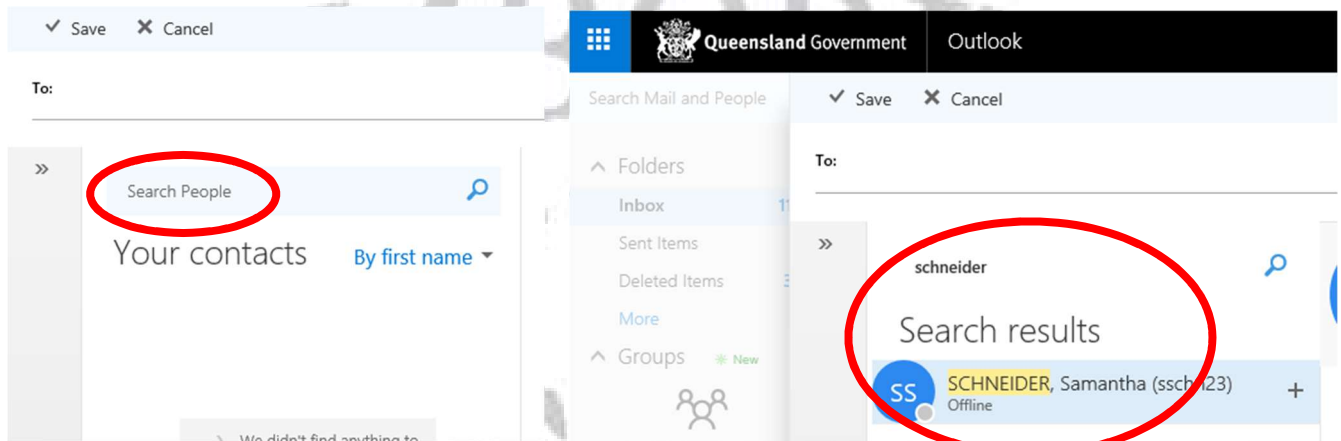 Save Cancel
To:
Search People
Your contacts By first name
We didn't find anything to
Queensland Government Outlook
Search Mail and People
Save Cancel
To:
Folders
Inbox
Sent Items
Deleted Items
More
Groups New
schneider
Search results
SS
SCHNEIDER, Samantha
Offline